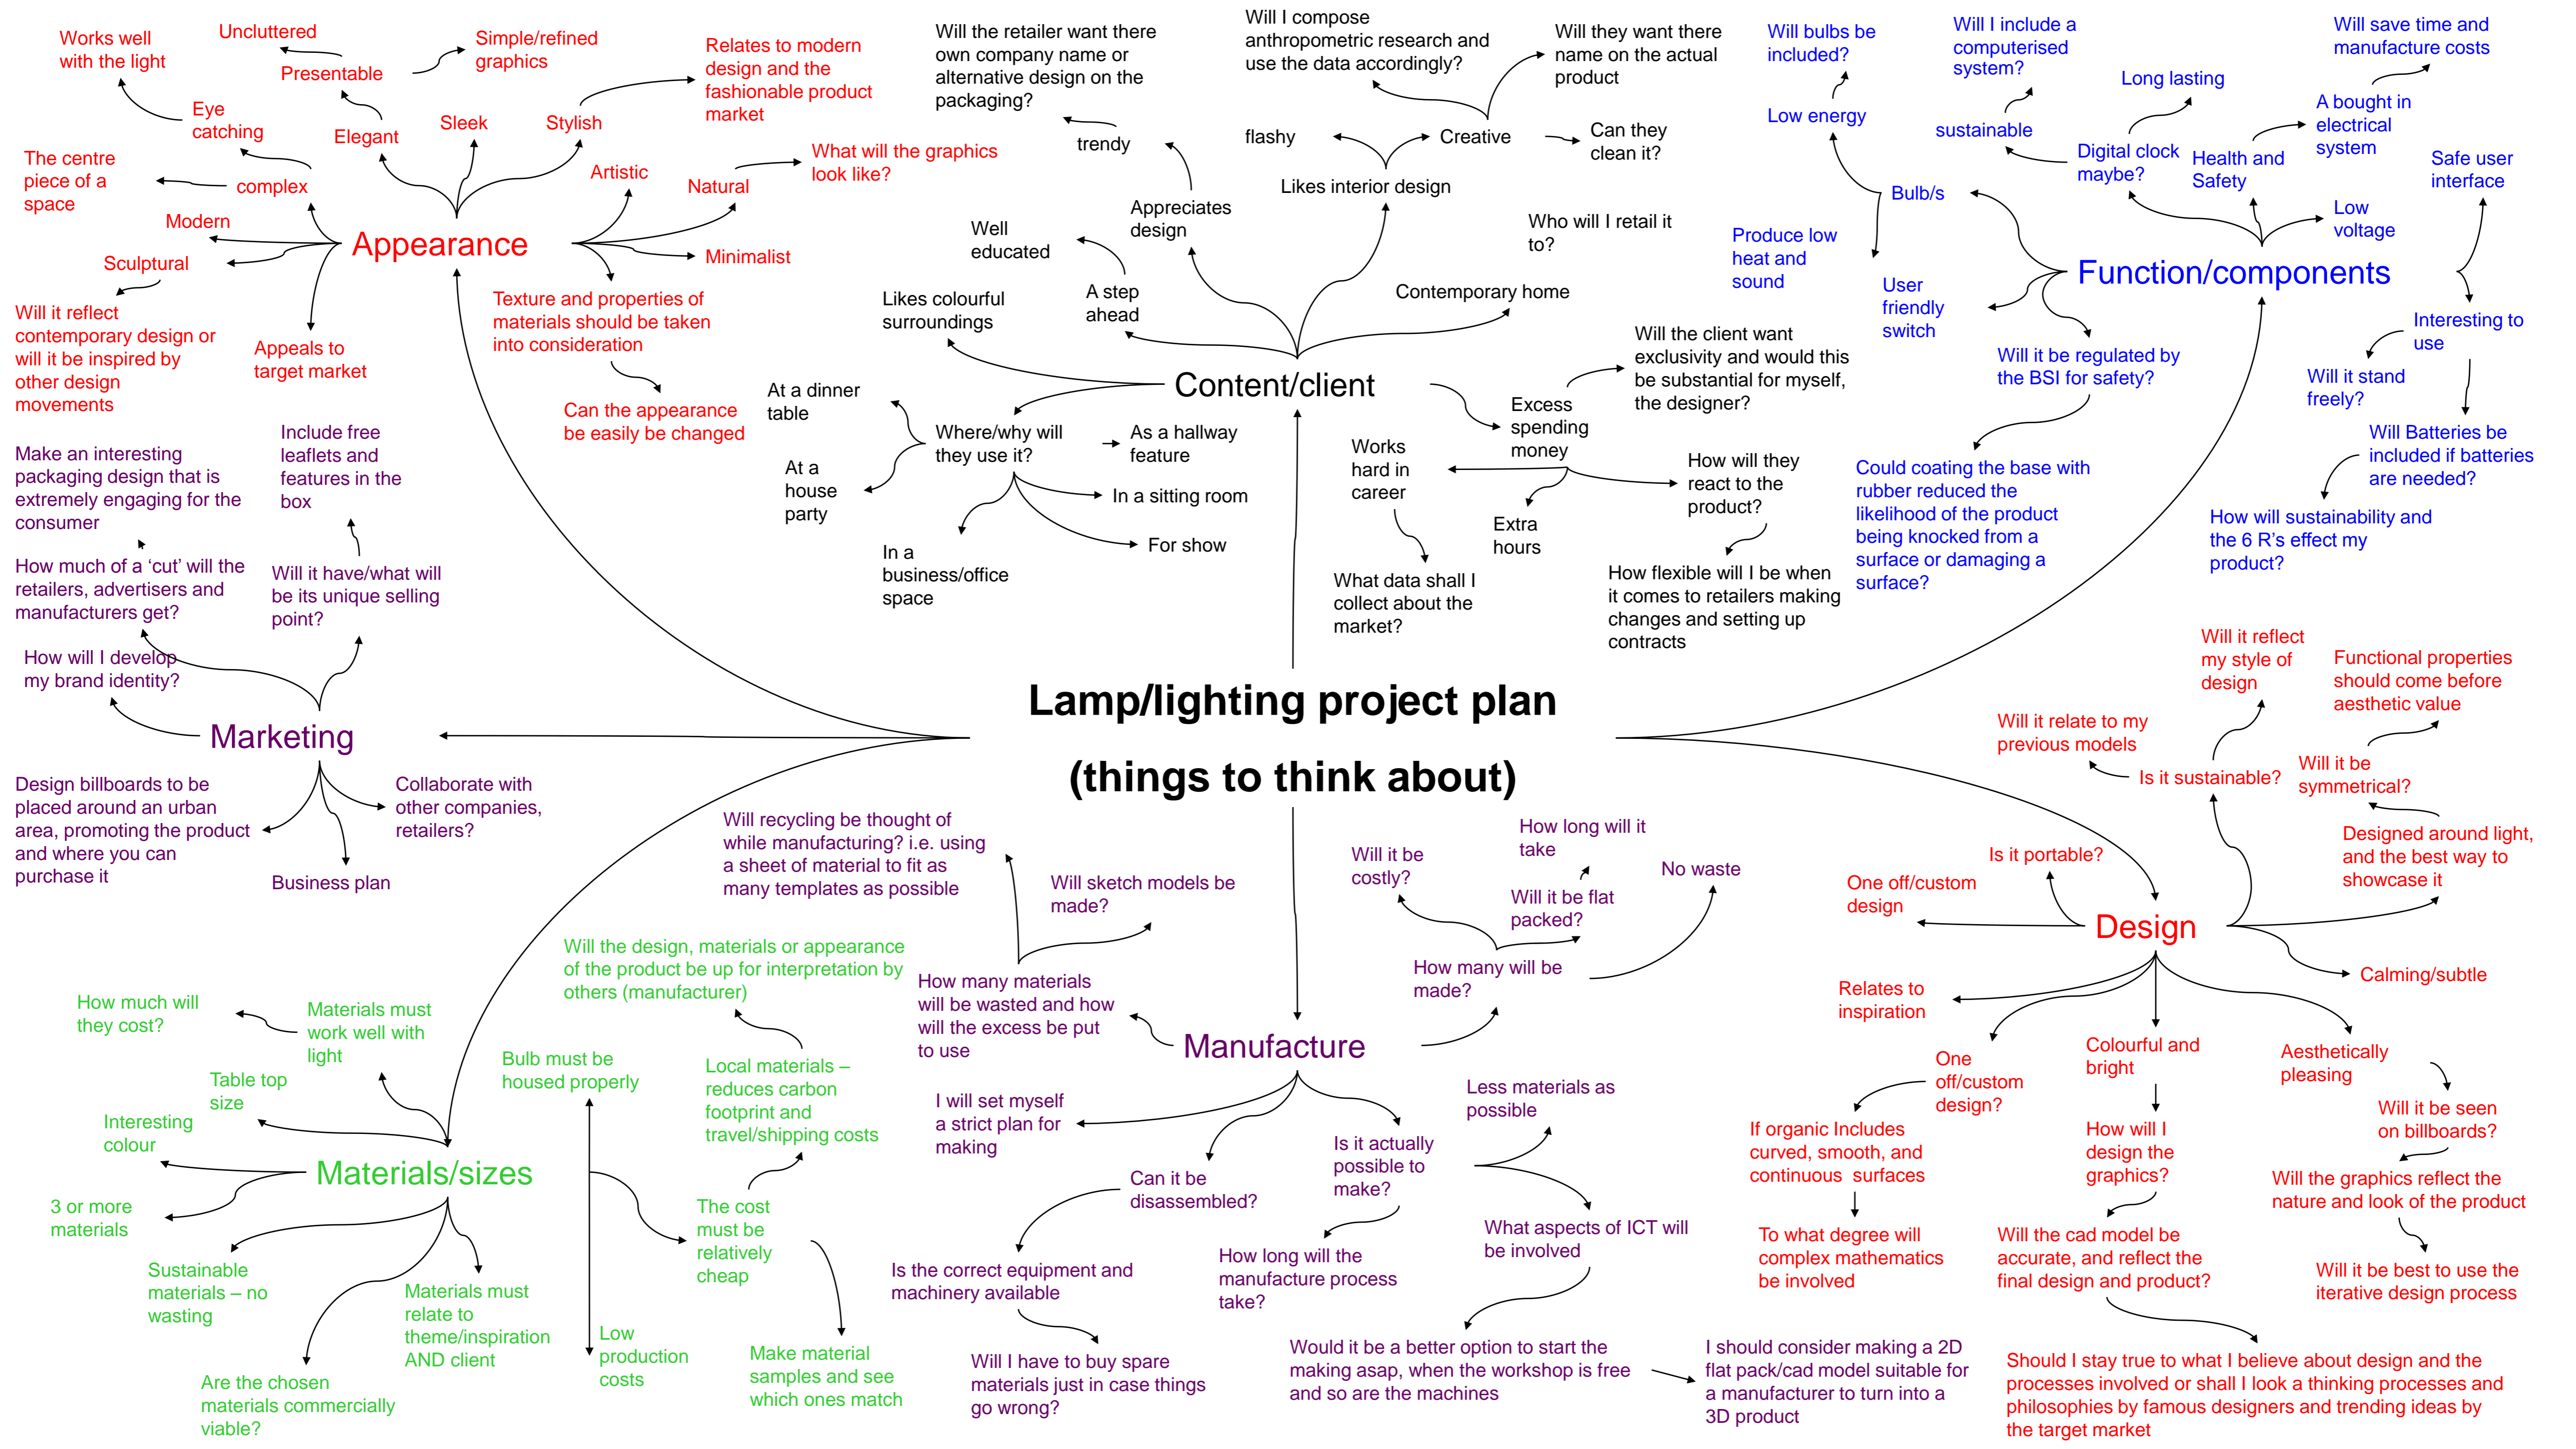 Works well
with the light
Uncluttered
Simple/refined
graphics
Presentable
Relates to modern
design and the
fashionable product
market
Eye
catching
Elegant
Sleek
Stylish
The centre
piece of a
space
complex
Artistic
Natural
What will the graphics
look like?
Modern
Appearance
Minimalist
Sculptural
Will it reflect
contemporary design or
will it be inspired by
other design
movements
Appeals to
target market
Texture and properties of
materials should be taken
into consideration
Can the appearance
be easily be changed
Will the retailer want there
own company name or
alternative design on the
packaging?
Will I compose
anthropometric research and
use the data accordingly?
Will they want there
name on the actual
product
trendy
flashy
Creative
Can they
clean it?
Likes interior design
Appreciates
design
Well
educated
Who will I retail it
to?
Likes colourful
surroundings
A step
ahead
Contemporary home
Content/client
Will the client want
exclusivity and would this
be substantial for myself,
the designer?
At a dinner
table
Where/why will
they use it?
As a hallway
feature
At a
house
party
In a sitting room
In a
business/office
space
For show
Excess
spending
money
Works
hard in
career
How will they
react to the
product?
Extra
hours
What data shall I
collect about the
market?
How flexible will I be when
it comes to retailers making
changes and setting up
contracts
Will bulbs be
included?
Will I include a
computerised
system?
Will save time and
manufacture costs
Long lasting
Low energy
sustainable
A bought in
electrical
system
Digital clock
maybe?
Health and
Safety
Safe user
interface
Bulb/s
Low
voltage
Produce low
heat and
sound
Function/components
User
friendly
switch
Interesting to
use
Will it be regulated by
the BSI for safety?
Will it stand
freely?
Could coating the base with
rubber reduced the
likelihood of the product
being knocked from a
surface or damaging a
surface?
Will Batteries be
included if batteries
are needed?
How will sustainability and
the 6 R's effect my
product?
Make an interesting
packaging design that is
extremely engaging for the
consumer
Include free
leaflets and
features in the
box
How much of a ‘cut’ will the
retailers, advertisers and
manufacturers get?
Will it have/what will
be its unique selling
point?
How will I develop
my brand identity?
Marketing
Design billboards to be
placed around an urban
area, promoting the product
and where you can
purchase it
Collaborate with
other companies,
retailers?
Business plan
Lamp/lighting project plan
(things to think about)
Will it reflect
my style of
design
Functional properties
should come before
aesthetic value
Will it relate to my
previous models
Is it sustainable?
Will it be
symmetrical?
Is it portable?
Designed around light,
and the best way to
showcase it
One off/custom
design
Design
Calming/subtle
Relates to
inspiration
One
off/custom
design?
Colourful and
bright
Aesthetically
pleasing
If organic Includes
curved, smooth, and
continuous surfaces
How will I
design the
graphics?
Will it be seen
on billboards?
Will the graphics reflect the
nature and look of the product
To what degree will
complex mathematics
be involved
Will the cad model be
accurate, and reflect the
final design and product?
Will it be best to use the
iterative design process
Should I stay true to what I believe about design and the
processes involved or shall I look a thinking processes and
philosophies by famous designers and trending ideas by
the target market
Will recycling be thought of
while manufacturing? i.e. using
a sheet of material to fit as
many templates as possible
Will sketch models be
made?
Will it be
costly?
How long will it
take
Will it be flat
packed?
No waste
How many materials
will be wasted and how
will the excess be put
to use
How many will be
made?
Manufacture
I will set myself
a strict plan for
making
Can it be
disassembled?
Is it actually
possible to
make?
Less materials as
possible
What aspects of ICT will
be involved
Is the correct equipment and
machinery available
How long will the
manufacture process
take?
Will I have to buy spare
materials just in case things
go wrong?
Would it be a better option to start the
making asap, when the workshop is free
and so are the machines
I should consider making a 2D
flat pack/cad model suitable for
a manufacturer to turn into a
3D product
Will the design, materials or appearance
of the product be up for interpretation by
others (manufacturer)
How much will
they cost?
Materials must
work well with
light
Bulb must be
housed properly
Local materials –
reduces carbon
footprint and
travel/shipping costs
Table top
size
Interesting
colour
Materials/sizes
3 or more
materials
The cost
must be
relatively
cheap
Sustainable
materials – no
wasting
Materials must
relate to
theme/inspiration
AND client
Low
production
costs
Make material
samples and see
which ones match
Are the chosen
materials commercially
viable?